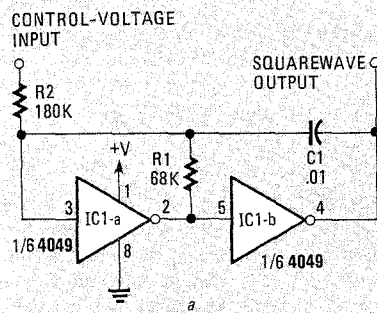 CONTROL-VOLTAGE
INPUT
SQUAREWAVE
OUTPUT
R2
180K
+V
R1
68K
C1
.01
1
3
IC1-a
2
5
IC1-b
4
8
1/6 4049
1/6 4049
a